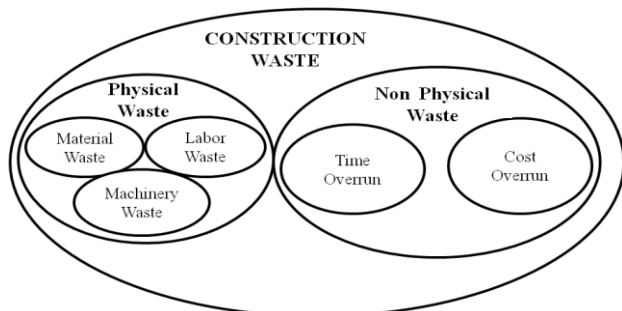 CONSTRUCTION
WASTE
Physical
Waste
Non Physical
Waste
Material
Waste
Labor
Waste
Machinery
Waste
Time
Overrun
Cost
Overrun